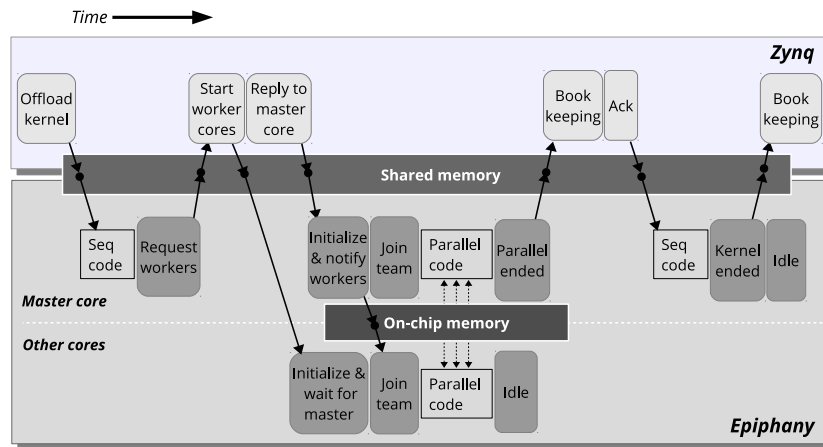 Time
Zynq
Offload
kernel
Start
worker
cores
Reply to
master
core
Book
keeping
Ack
Book
keeping
Shared memory
Seq
code
Request
workers
Initialize
& notify
workers
Join
team
Parallel
code
Parallel
ended
Seq
code
Kernel
ended
Idle
Master core
On-chip memory
Other cores
Initialize &
wait for
master
Join
team
Parallel
code
Idle
Epiphany